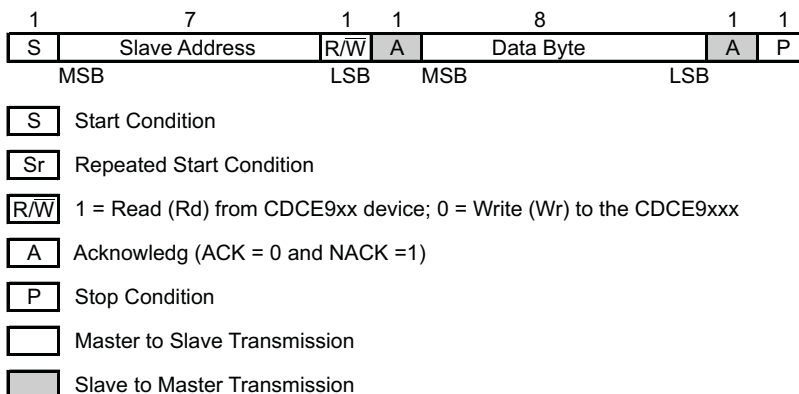 1 7 1 1 8 1 1
S Slave Address R/W̅ A Data Byte A P
MSB LSB MSB LSB
S Start Condition
Sr Repeated Start Condition
R/W̅ 1 = Read (Rd) from CDCE9xx device; 0 = Write (Wr) to the CDCE9xxx
A Acknowledg (ACK = 0 and NACK =1)
P Stop Condition
Master to Slave Transmission
Slave to Master Transmission